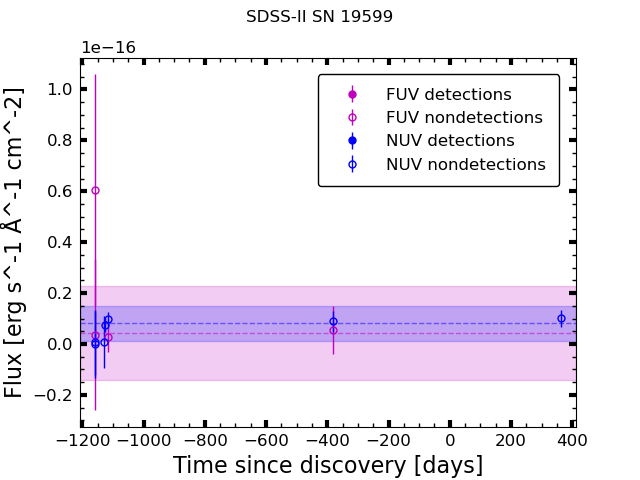 SDSS-II SN 19599
1e−16
FUV detections
FUV nondetections
NUV detections
NUV nondetections
1.0
0.8
0.6
0.4
0.2
0.0
−0.2
Flux [erg s^-1 Å^-1 cm^-2]
−1200 −1000 −800 −600 −400 −200 0 200 400
Time since discovery [days]